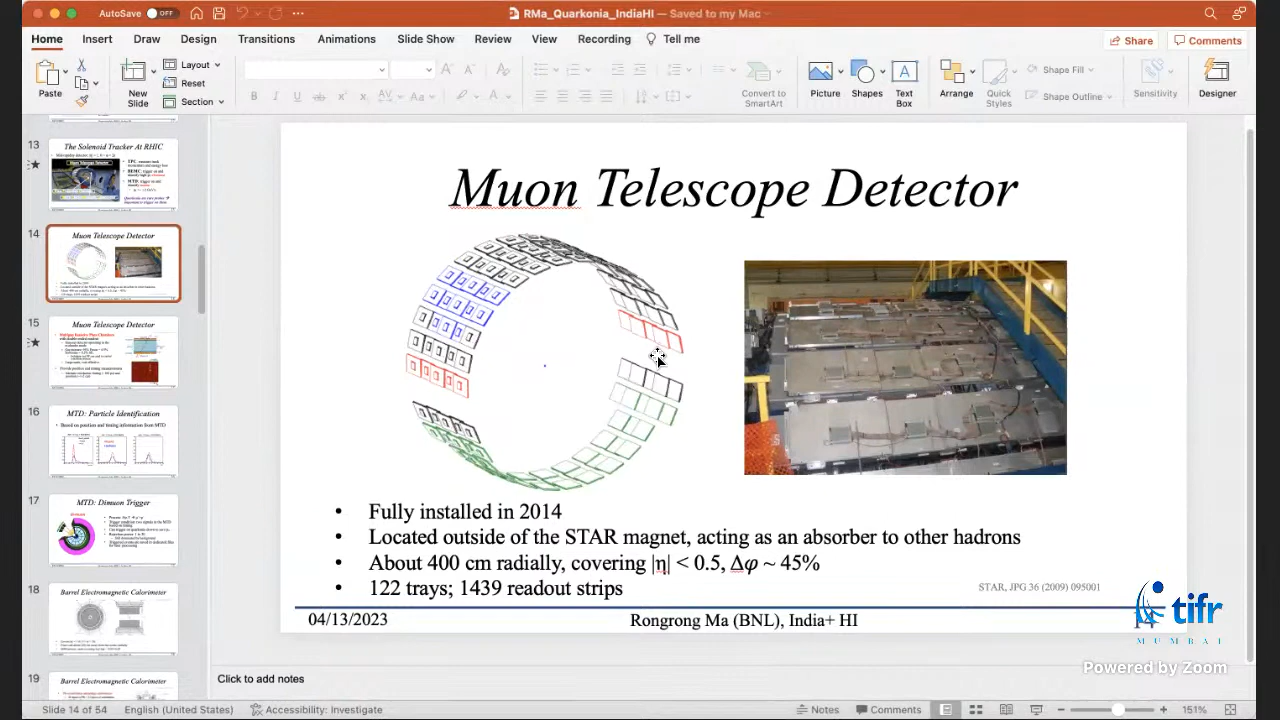 AutoSave OFF
RMa_Quarkonia_IndiaHI — Saved to my Mac
Home Insert Draw Design Transitions Animations Slide Show Review View Recording Tell me
Share Comments
Paste
New Slide
Layout
Reset
Section
Convert to SmartArt
Picture
Shapes
Text Box
Arrange
Quick Styles
Shape Fill
Shape Outline
Sensitivity
Designer
13
The Solenoid Tracker At RHIC
14
Muon Telescope Detector
15
Muon Telescope Detector
16
MTD: Particle Identification
17
MTD: Dimuon Trigger
18
Barrel Electromagnetic Calorimeter
19
Barrel Electromagnetic Calorimeter
Muon Telescope Detector
• Fully installed in 2014
• Located outside of the STAR magnet, acting as an absorber to other hadrons
• About 400 cm radially, covering |η| < 0.5, Δφ ~ 45%
• 122 trays; 1439 readout strips
STAR, JPG 36 (2009) 095001
04/13/2023
Rongrong Ma (BNL), India+ HI
tifr
Powered by Zoom
Click to add notes
Slide 14 of 54
English (United States)
Accessibility: Investigate
Notes
Comments
151%